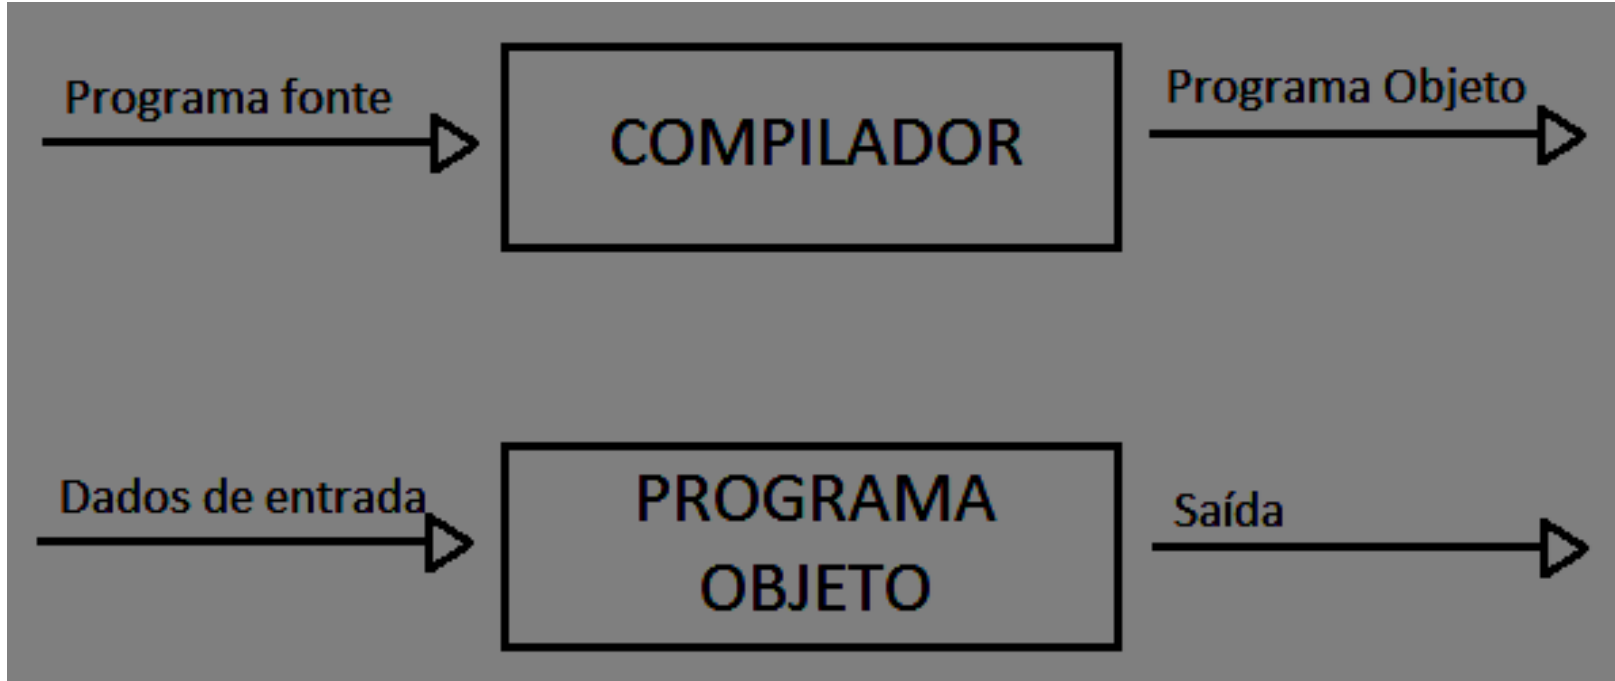 Programa fonte
COMPILADOR
Programa Objeto
Dados de entrada
PROGRAMA
OBJETO
Saída